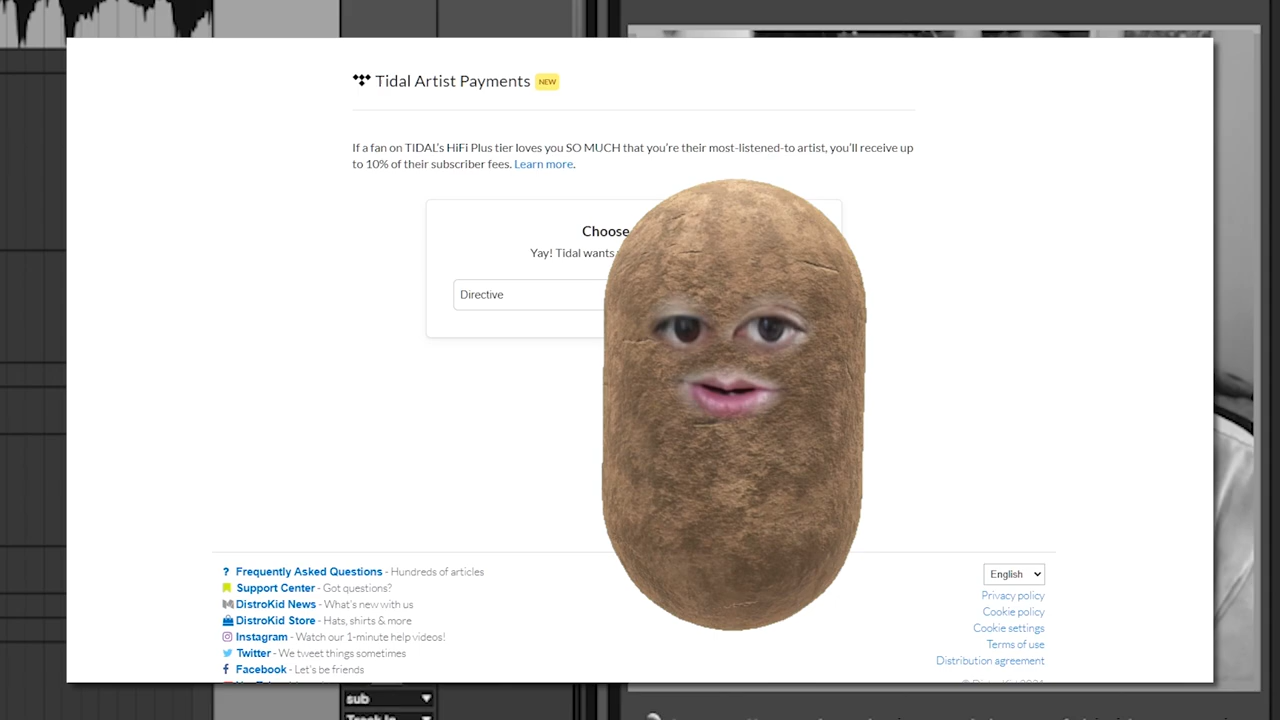 Tidal Artist Payments NEW
If a fan on TIDAL's HiFi Plus tier loves you SO MUCH that you're their most-listened-to artist, you'll receive up
to 10% of their subscriber fees. Learn more.
Choose
Yay! Tidal wants
Directive
? Frequently Asked Questions - Hundreds of articles
Support Center - Got questions?
DistroKid News - What's new with us
DistroKid Store - Hats, shirts & more
Instagram - Watch our 1-minute help videos!
Twitter - We tweet things sometimes
Facebook - Let's be friends
English
Privacy policy
Cookie policy
Cookie settings
Terms of use
Distribution agreement
sub